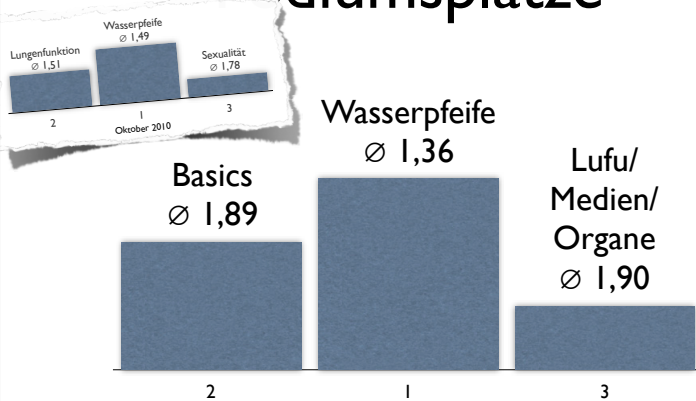 Wasserpfeife
Ø 1,49
Lungenfunktion
Ø 1,51
Sexualität
Ø 1,78
2
1
3
Oktober 2010
Wasserpfeife
Ø 1,36
Basics
Ø 1,89
Lufu/
Medien/
Organe
Ø 1,90
2
1
3